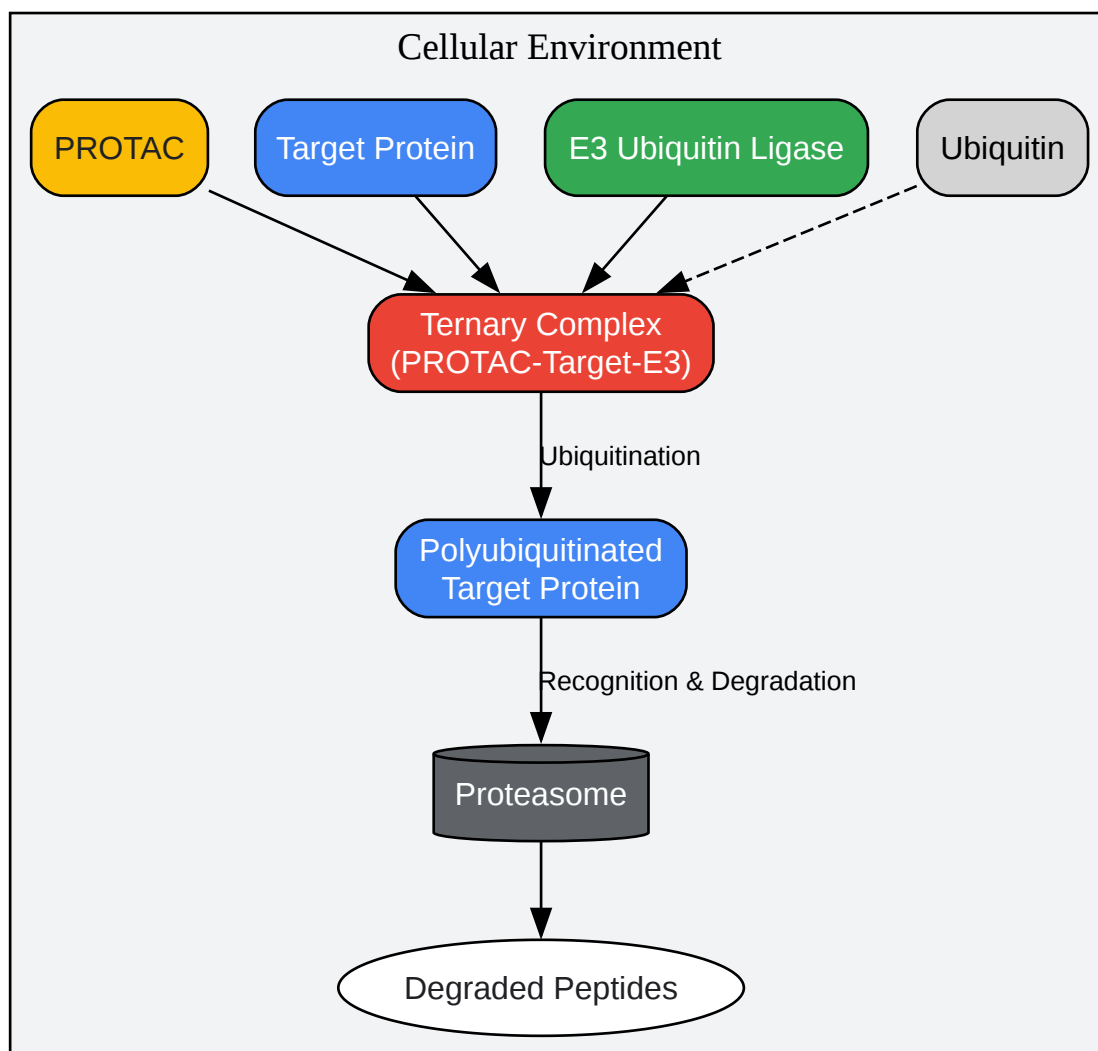 Cellular Environment
PROTAC
Target Protein
E3 Ubiquitin Ligase
Ubiquitin
Ternary Complex
(PROTAC-Target-E3)
Ubiquitination
Polyubiquitinated
Target Protein
Recognition & Degradation
Proteasome
Degraded Peptides